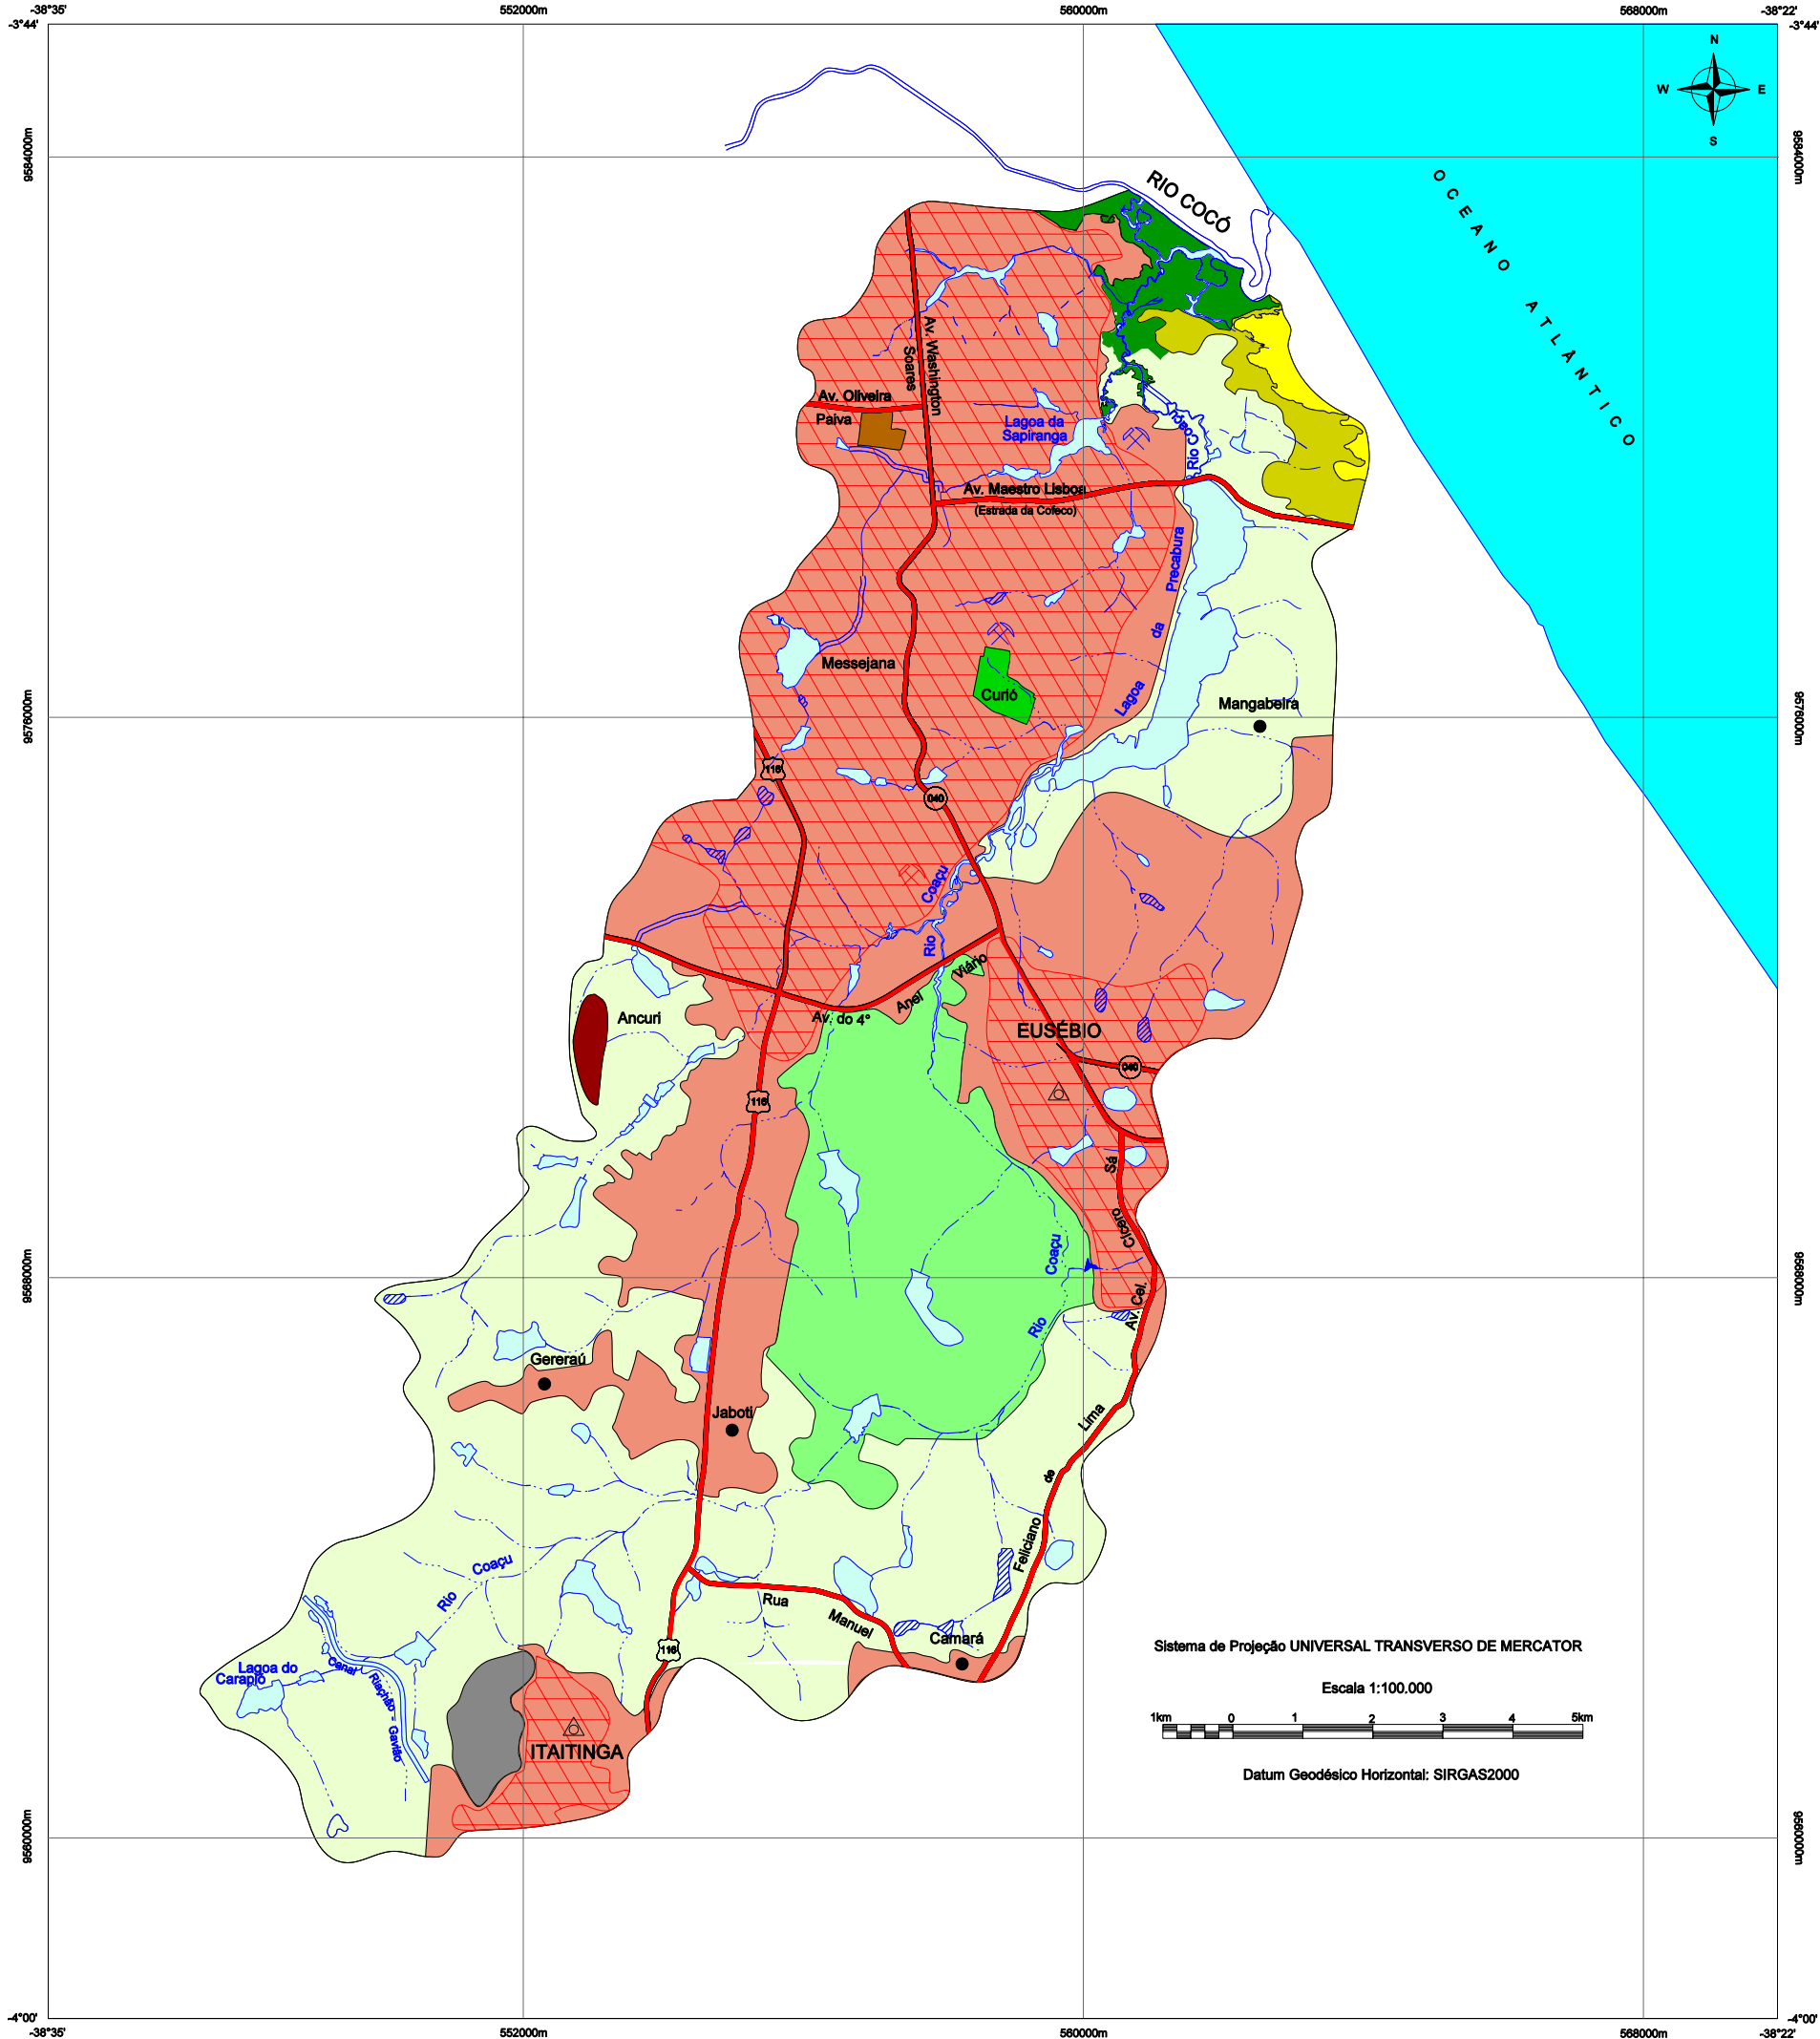 -38°35'
552000m
560000m
568000m
-38°22'
-3°44'
-3°44'
N
W
E
S
9584000m
9584000m
RIO COCÓ
OCEANO ATLÂNTICO
Av. Washington
Soares
Av. Oliveira
Paiva
Lagoa da
Sapiranga
Rio Coaçu
Av. Maestro Lisboa
(Estrada da Cofeco)
Lagoa da Precabura
Messejana
Curió
Mangabeira
9576000m
9576000m
116
040
Rio Coaçu
Av. do 4° Anel Viário
Ancuri
EUSÉBIO
040
116
Av. Cel. Cícero Sá
Rio Coaçu
9568000m
9568000m
Gereraú
Jaboti
Rua Manuel Feliciano de Lima
Rio Coaçu
Camará
116
Lagoa do
Carapió
Canal Riachão - Gavião
ITAITINGA
Sistema de Projeção UNIVERSAL TRANSVERSO DE MERCATOR
Escala 1:100.000
1km 0 1 2 3 4 5km
Datum Geodésico Horizontal: SIRGAS2000
9560000m
9560000m
-4°00'
-4°00'
-38°35'
552000m
560000m
568000m
-38°22'